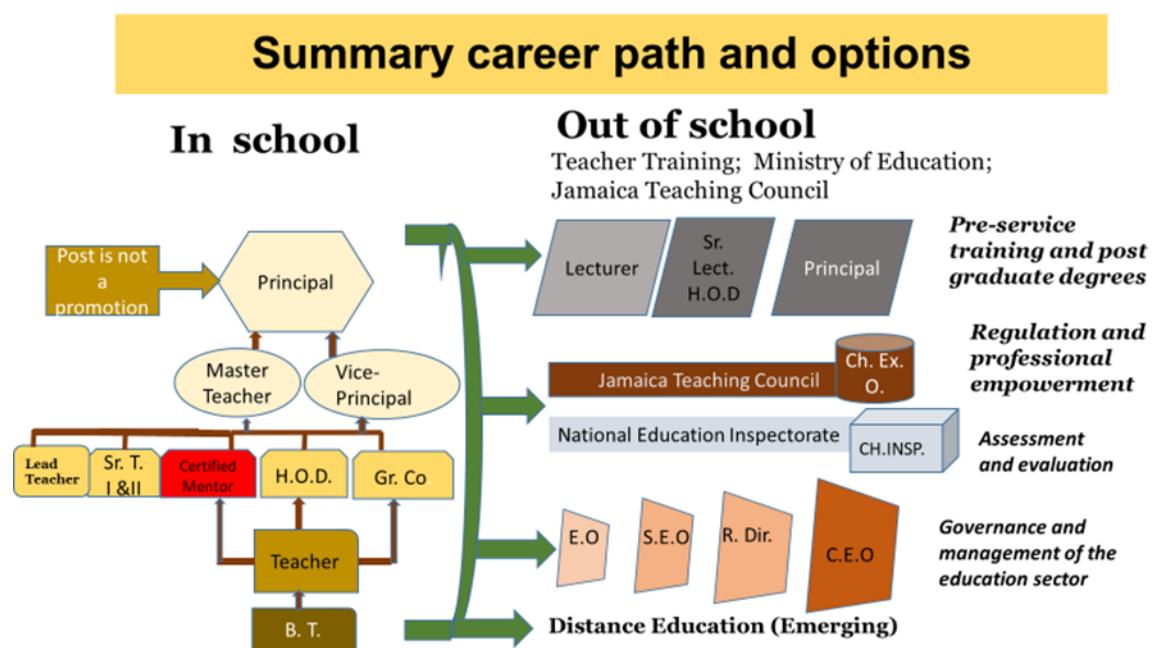 Summary career path and options
In school
Out of school
Teacher Training; Ministry of Education;
Jamaica Teaching Council
Post is not
a
promotion
Principal
Master
Teacher
Vice-
Principal
Lead
Teacher
Sr. T.
I &II
Certified
Mentor
H.O.D.
Gr. Co
Teacher
B. T.
Lecturer
Sr.
Lect.
H.O.D
Principal
Pre-service
training and post
graduate degrees
Jamaica Teaching Council
Ch. Ex.
O.
Regulation and
professional
empowerment
National Education Inspectorate
CH.INSP.
Assessment
and evaluation
E.O
S.E.O
R. Dir.
C.E.O
Governance and
management of the
education sector
Distance Education (Emerging)